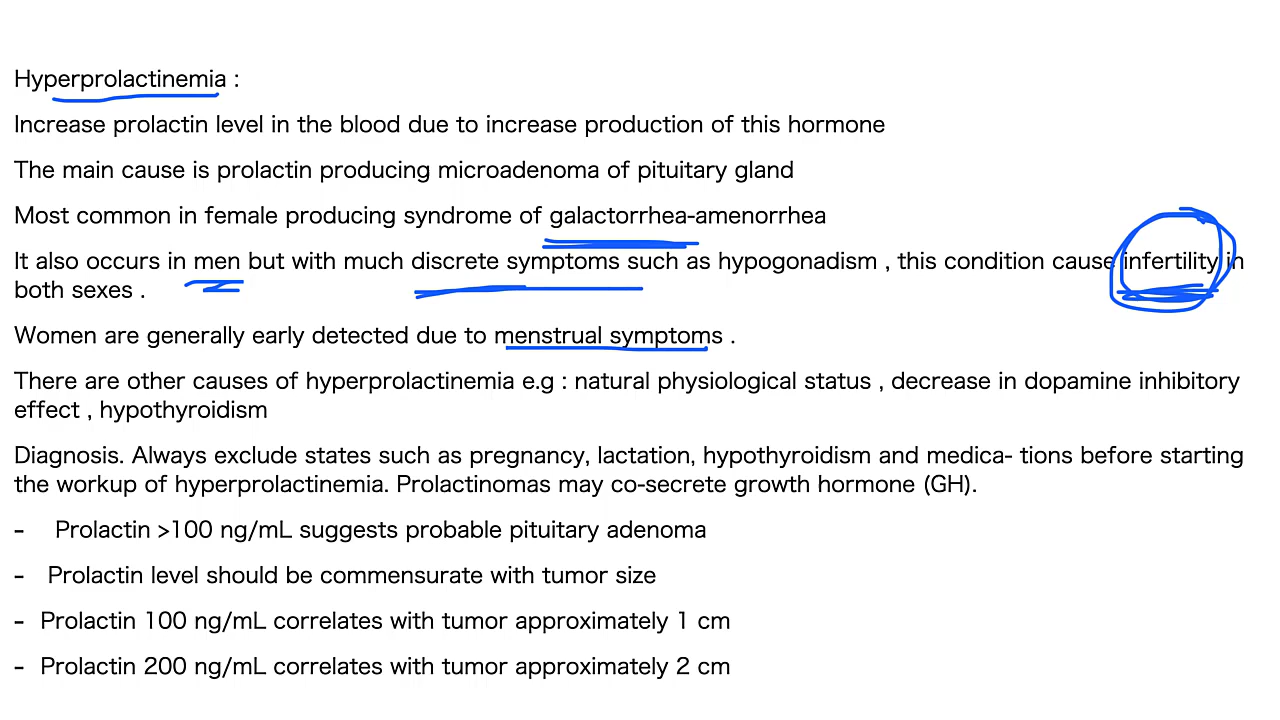 Hyperprolactinemia :
Increase prolactin level in the blood due to increase production of this hormone
The main cause is prolactin producing microadenoma of pituitary gland
Most common in female producing syndrome of galactorrhea-amenorrhea
It also occurs in men but with much discrete symptoms such as hypogonadism , this condition cause infertility in
both sexes .
Women are generally early detected due to menstrual symptoms .
There are other causes of hyperprolactinemia e.g : natural physiological status , decrease in dopamine inhibitory
effect , hypothyroidism
Diagnosis. Always exclude states such as pregnancy, lactation, hypothyroidism and medica- tions before starting
the workup of hyperprolactinemia. Prolactinomas may co-secrete growth hormone (GH).
- Prolactin >100 ng/mL suggests probable pituitary adenoma
- Prolactin level should be commensurate with tumor size
- Prolactin 100 ng/mL correlates with tumor approximately 1 cm
- Prolactin 200 ng/mL correlates with tumor approximately 2 cm